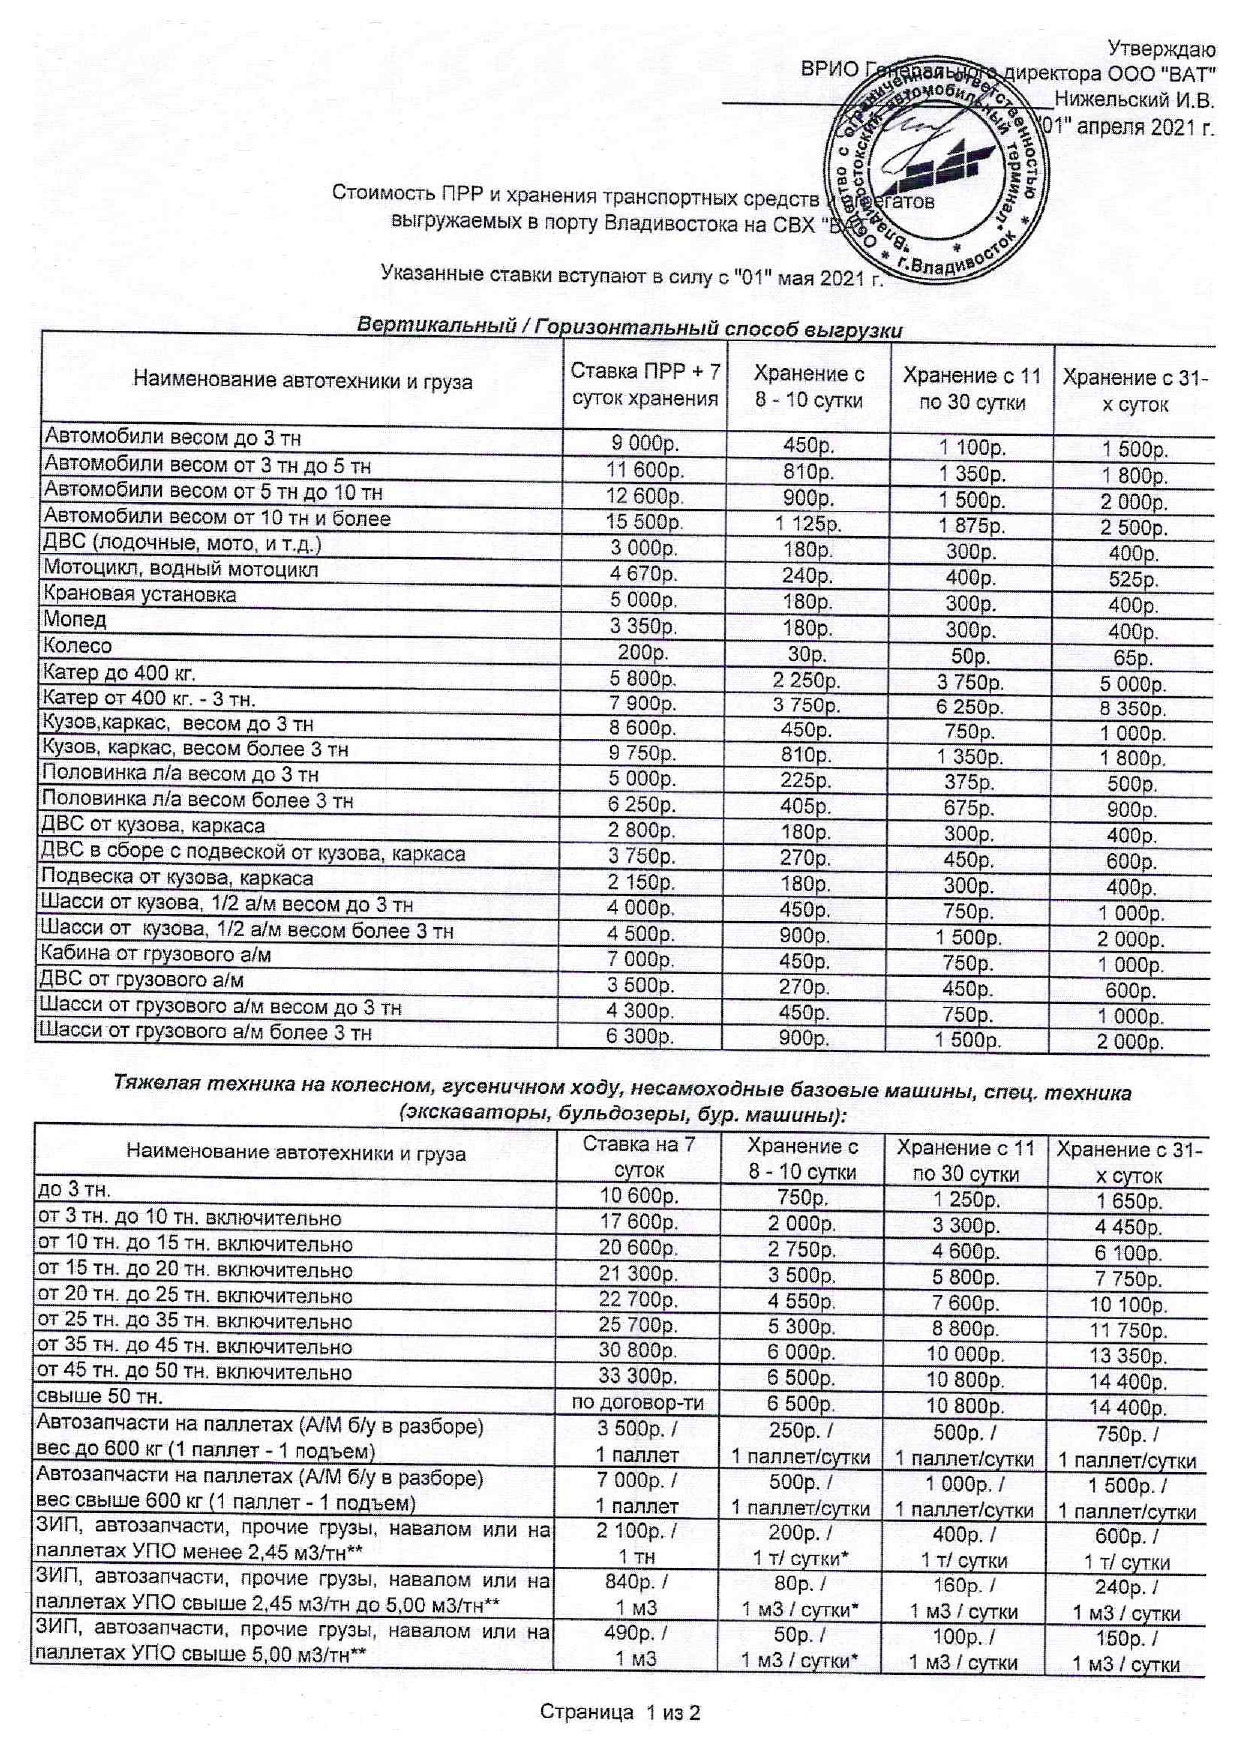 Утверждаю
ВРИО Генерального директора ООО "ВАТ"
Нижельский И.В.
"01" апреля 2021 г.
Общество с ограниченной ответственностью * г.Владивосток *
"Владивостокский автомобильный терминал" *
Стоимость ПРР и хранения транспортных средств и агрегатов
выгружаемых в порту Владивостока на СВХ "ВАТ"
Указанные ставки вступают в силу с "01" мая 2021 г.
Вертикальный / Горизонтальный способ выгрузки
Наименование автотехники и груза | Ставка ПРР + 7 суток хранения | Хранение с 8 - 10 сутки | Хранение с 11 по 30 сутки | Хранение с 31-х суток
Автомобили весом до 3 тн 9 000р. 450р. 1 100р. 1 500р.
Автомобили весом от 3 тн до 5 тн 11 600р. 810р. 1 350р. 1 800р.
Автомобили весом от 5 тн до 10 тн 12 600р. 900р. 1 500р. 2 000р.
Автомобили весом от 10 тн и более 15 500р. 1 125р. 1 875р. 2 500р.
ДВС (лодочные, мото, и т.д.) 3 000р. 180р. 300р. 400р.
Мотоцикл, водный мотоцикл 4 670р. 240р. 400р. 525р.
Крановая установка 5 000р. 180р. 300р. 400р.
Мопед 3 350р. 180р. 300р. 400р.
Колесо 200р. 30р. 50р. 65р.
Катер до 400 кг. 5 800р. 2 250р. 3 750р. 5 000р.
Катер от 400 кг. - 3 тн. 7 900р. 3 750р. 6 250р. 8 350р.
Кузов,каркас, весом до 3 тн 8 600р. 450р. 750р. 1 000р.
Кузов, каркас, весом более 3 тн 9 750р. 810р. 1 350р. 1 800р.
Половинка л/а весом до 3 тн 5 000р. 225р. 375р. 500р.
Половинка л/а весом более 3 тн 6 250р. 405р. 675р. 900р.
ДВС от кузова, каркаса 2 800р. 180р. 300р. 400р.
ДВС в сборе с подвеской от кузова, каркаса 3 750р. 270р. 450р. 600р.
Подвеска от кузова, каркаса 2 150р. 180р. 300р. 400р.
Шасси от кузова, 1/2 а/м весом до 3 тн 4 000р. 450р. 750р. 1 000р.
Шасси от кузова, 1/2 а/м весом более 3 тн 4 500р. 900р. 1 500р. 2 000р.
Кабина от грузового а/м 7 000р. 450р. 750р. 1 000р.
ДВС от грузового а/м 3 500р. 270р. 450р. 600р.
Шасси от грузового а/м весом до 3 тн 4 300р. 450р. 750р. 1 000р.
Шасси от грузового а/м более 3 тн 6 300р. 900р. 1 500р. 2 000р.
Тяжелая техника на колесном, гусеничном ходу, несамоходные базовые машины, спец. техника
(экскаваторы, бульдозеры, бур. машины):
Наименование автотехники и груза | Ставка на 7 суток | Хранение с 8 - 10 сутки | Хранение с 11 по 30 сутки | Хранение с 31-х суток
до 3 тн. 10 600р. 750р. 1 250р. 1 650р.
от 3 тн. до 10 тн. включительно 17 600р. 2 000р. 3 300р. 4 450р.
от 10 тн. до 15 тн. включительно 20 600р. 2 750р. 4 600р. 6 100р.
от 15 тн. до 20 тн. включительно 21 300р. 3 500р. 5 800р. 7 750р.
от 20 тн. до 25 тн. включительно 22 700р. 4 550р. 7 600р. 10 100р.
от 25 тн. до 35 тн. включительно 25 700р. 5 300р. 8 800р. 11 750р.
от 35 тн. до 45 тн. включительно 30 800р. 6 000р. 10 000р. 13 350р.
от 45 тн. до 50 тн. включительно 33 300р. 6 500р. 10 800р. 14 400р.
свыше 50 тн. по договор-ти 6 500р. 10 800р. 14 400р.
Автозапчасти на паллетах (А/М б/у в разборе) 3 500р. / 250р. / 500р. / 750р. /
вес до 600 кг (1 паллет - 1 подъем) 1 паллет 1 паллет/сутки 1 паллет/сутки 1 паллет/сутки
Автозапчасти на паллетах (А/М б/у в разборе) 7 000р. / 500р. / 1 000р. / 1 500р. /
вес свыше 600 кг (1 паллет - 1 подъем) 1 паллет 1 паллет/сутки 1 паллет/сутки 1 паллет/сутки
ЗИП, автозапчасти, прочие грузы, навалом или на 2 100р. / 200р. / 400р. / 600р. /
паллетах УПО менее 2,45 м3/тн** 1 тн 1 т/ сутки* 1 т/ сутки 1 т/ сутки
ЗИП, автозапчасти, прочие грузы, навалом или на 840р. / 80р. / 160р. / 240р. /
паллетах УПО свыше 2,45 м3/тн до 5,00 м3/тн** 1 м3 1 м3 / сутки* 1 м3 / сутки 1 м3 / сутки
ЗИП, автозапчасти, прочие грузы, навалом или на 490р. / 50р. / 100р. / 150р. /
паллетах УПО свыше 5,00 м3/тн** 1 м3 1 м3 / сутки* 1 м3 / сутки 1 м3 / сутки
Страница 1 из 2